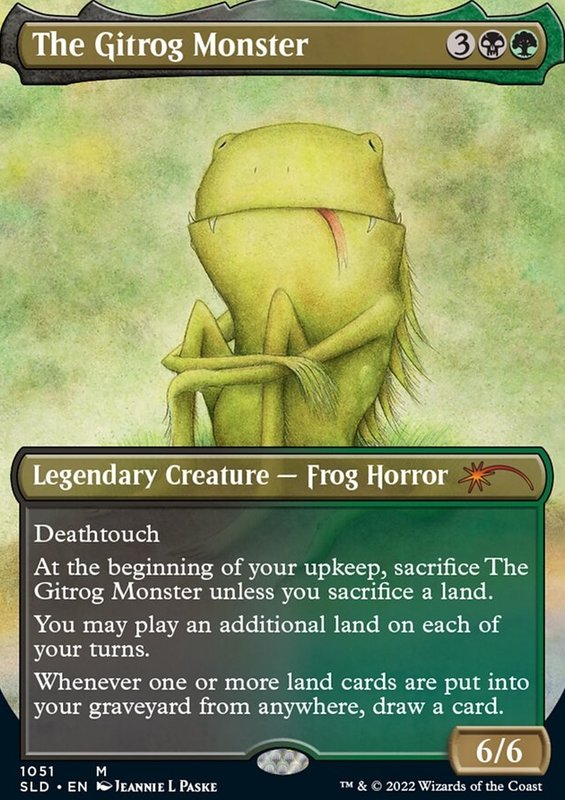 The Gitrog Monster 3
Legendary Creature — Frog Horror
Deathtouch
At the beginning of your upkeep, sacrifice The
Gitrog Monster unless you sacrifice a land.
You may play an additional land on each of
your turns.
Whenever one or more land cards are put into
your graveyard from anywhere, draw a card.
6/6
1051 M
SLD • EN Jeannie L Paske
™ & © 2022 Wizards of the Coast